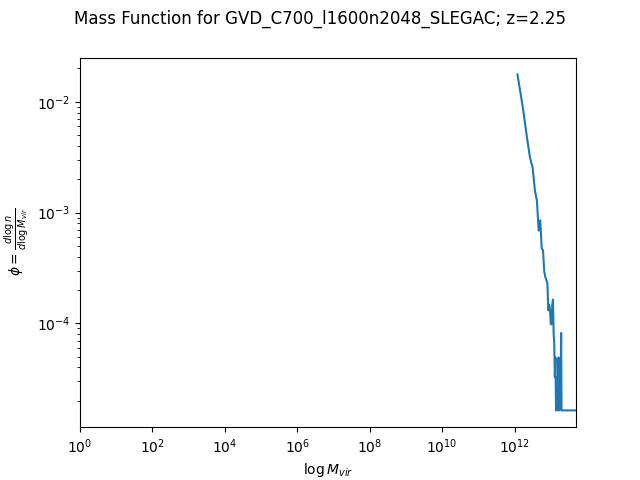 Mass Function for GVD_C700_l1600n2048_SLEGAC; z=2.25
10⁻²
10⁻³
10⁻⁴
ϕ = d log n / d log M_vir
10⁰ 10² 10⁴ 10⁶ 10⁸ 10¹⁰ 10¹²
log M_vir